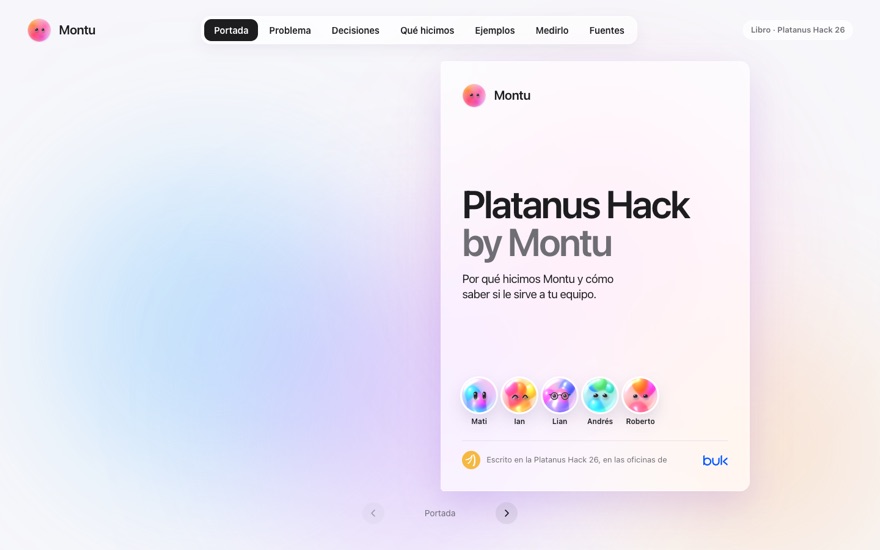 Montu
Portada
Problema
Decisiones
Qué hicimos
Ejemplos
Medirlo
Fuentes
Libro · Platanus Hack 26
Montu
Platanus Hack
by Montu
Por qué hicimos Montu y cómo
saber si le sirve a tu equipo.
Mati
Ian
Lian
Andrés
Roberto
Escrito en la Platanus Hack 26, en las oficinas de
buk
Portada